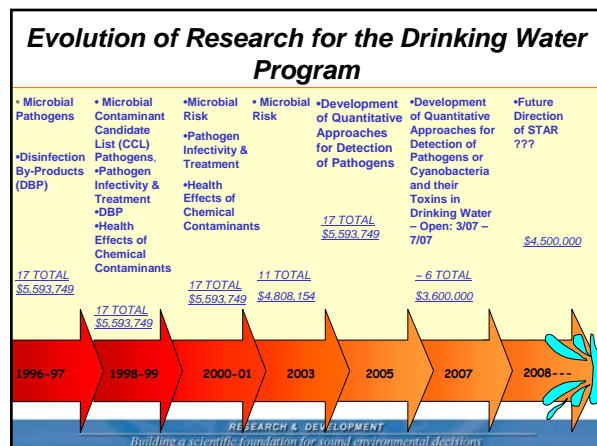 Evolution of Research for the Drinking Water
Program
• Microbial
Pathogens
•Disinfection
By-Products
(DBP)
17 TOTAL
$5,593,749
• Microbial
Contaminant
Candidate
List (CCL)
Pathogens,
•Pathogen
Infectivity &
Treatment
•DBP
•Health
Effects of
Chemical
Contaminants
17 TOTAL
$5,593,749
•Microbial
Risk
•Pathogen
Infectivity &
Treatment
•Health
Effects of
Chemical
Contaminants
17 TOTAL
$5,593,749
• Microbial
Risk
11 TOTAL
$4,808,154
•Development
of Quantitative
Approaches
for Detection
of Pathogens
17 TOTAL
$5,593,749
•Development
of Quantitative
Approaches for
Detection of
Pathogens or
Cyanobacteria
and their
Toxins in
Drinking Water
– Open: 3/07 –
7/07
~ 6 TOTAL
$3,600,000
•Future
Direction
of STAR
???
$4,500,000
1996-97
1998-99
2000-01
2003
2005
2007
2008---
RESEARCH & DEVELOPMENT
Building a scientific foundation for sound environmental decisions